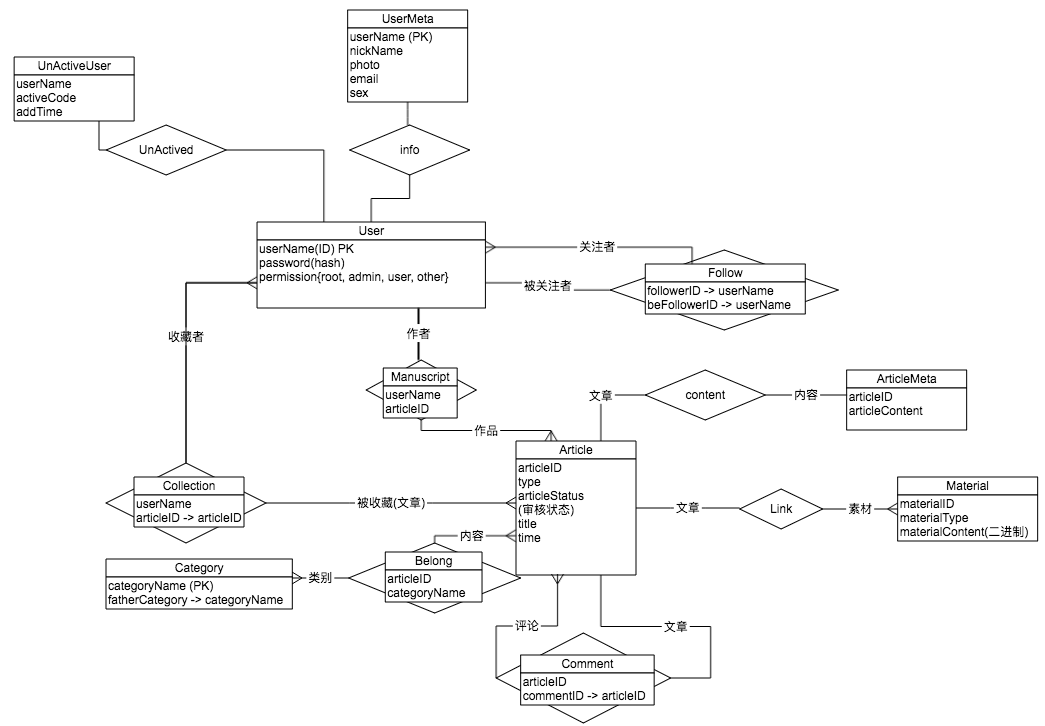 UserMeta
userName (PK)
nickName
photo
email
sex
UnActiveUser
userName
activeCode
addTime
UnActived
info
User
userName(ID) PK
password(hash)
permission{root, admin, user, other}
关注者
被关注者
Follow
followerID -> userName
beFollowerID -> userName
收藏者
作者
Manuscript
userName
articleID
作品
文章
content
内容
ArticleMeta
articleID
articleContent
Article
articleID
type
articleStatus
(审核状态)
title
time
Collection
userName
articleID -> articleID
被收藏(文章)
文章
Link
素材
Material
materialID
materialType
materialContent(二进制)
内容
Belong
articleID
categoryName
类别
Category
categoryName (PK)
fatherCategory -> categoryName
评论
文章
Comment
articleID
commentID -> articleID